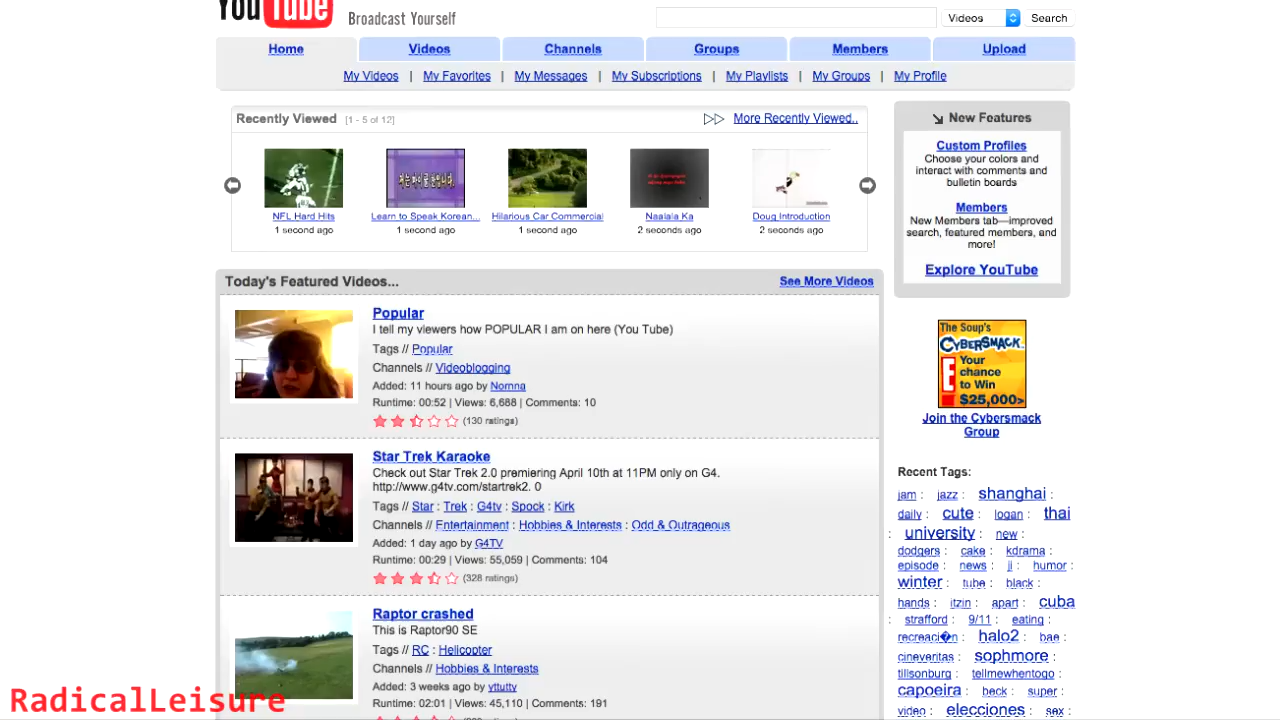 YouTube Broadcast Yourself Videos Search
Home Videos Channels Groups Members Upload
My Videos | My Favorites | My Messages | My Subscriptions | My Playlists | My Groups | My Profile
Recently Viewed [1 - 5 of 12] More Recently Viewed..
NFL Hard Hits Learn to Speak Korean... Hilarious Car Commercial Naalala Ka Doug Introduction
1 second ago 1 second ago 1 second ago 2 seconds ago 2 seconds ago
New Features
Custom Profiles
Choose your colors and
interact with comments and
bulletin boards
Members
New Members tab—improved
search, featured members, and
more!
Explore YouTube
Today's Featured Videos... See More Videos
Popular
I tell my viewers how POPULAR I am on here (You Tube)
Tags // Popular
Channels // Videoblogging
Added: 11 hours ago by Nornna
Runtime: 00:52 | Views: 6,688 | Comments: 10
(130 ratings)
Star Trek Karaoke
Check out Star Trek 2.0 premiering April 10th at 11PM only on G4.
http://www.g4tv.com/startrek2. 0
Tags // Star : Trek : G4tv : Spock : Kirk
Channels // Entertainment : Hobbies & Interests : Odd & Outrageous
Added: 1 day ago by G4TV
Runtime: 00:29 | Views: 55,059 | Comments: 104
(328 ratings)
Raptor crashed
This is Raptor90 SE
Tags // RC : Helicopter
Channels // Hobbies & Interests
Added: 3 weeks ago by yttutty
Runtime: 02:01 | Views: 45,110 | Comments: 191
The Soup's
CYBERSMACK.
E Your
chance
to Win
$25,000>
Join the Cybersmack
Group
Recent Tags:
jam : jazz : shanghai :
daily : cute : logan : thai
: university : new :
dodgers : cake : kdrama :
episode : news : ji : humor :
winter : tube : black :
hands : itzin : apart : cuba
: strafford : 9/11 : eating :
recreaci�n : halo2 : bae :
cineveritas : sophmore :
tillsonburg : tellmewhentogo :
capoeira : beck : super :
video : elecciones : sex :
RadicalLeisure